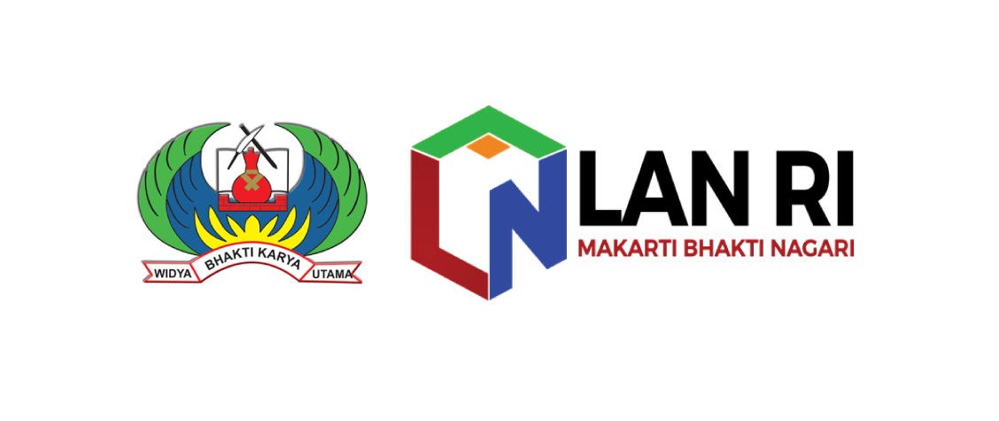 WIDYA BHAKTI KARYA UTAMA
LAN RI
MAKARTI BHAKTI NAGARI